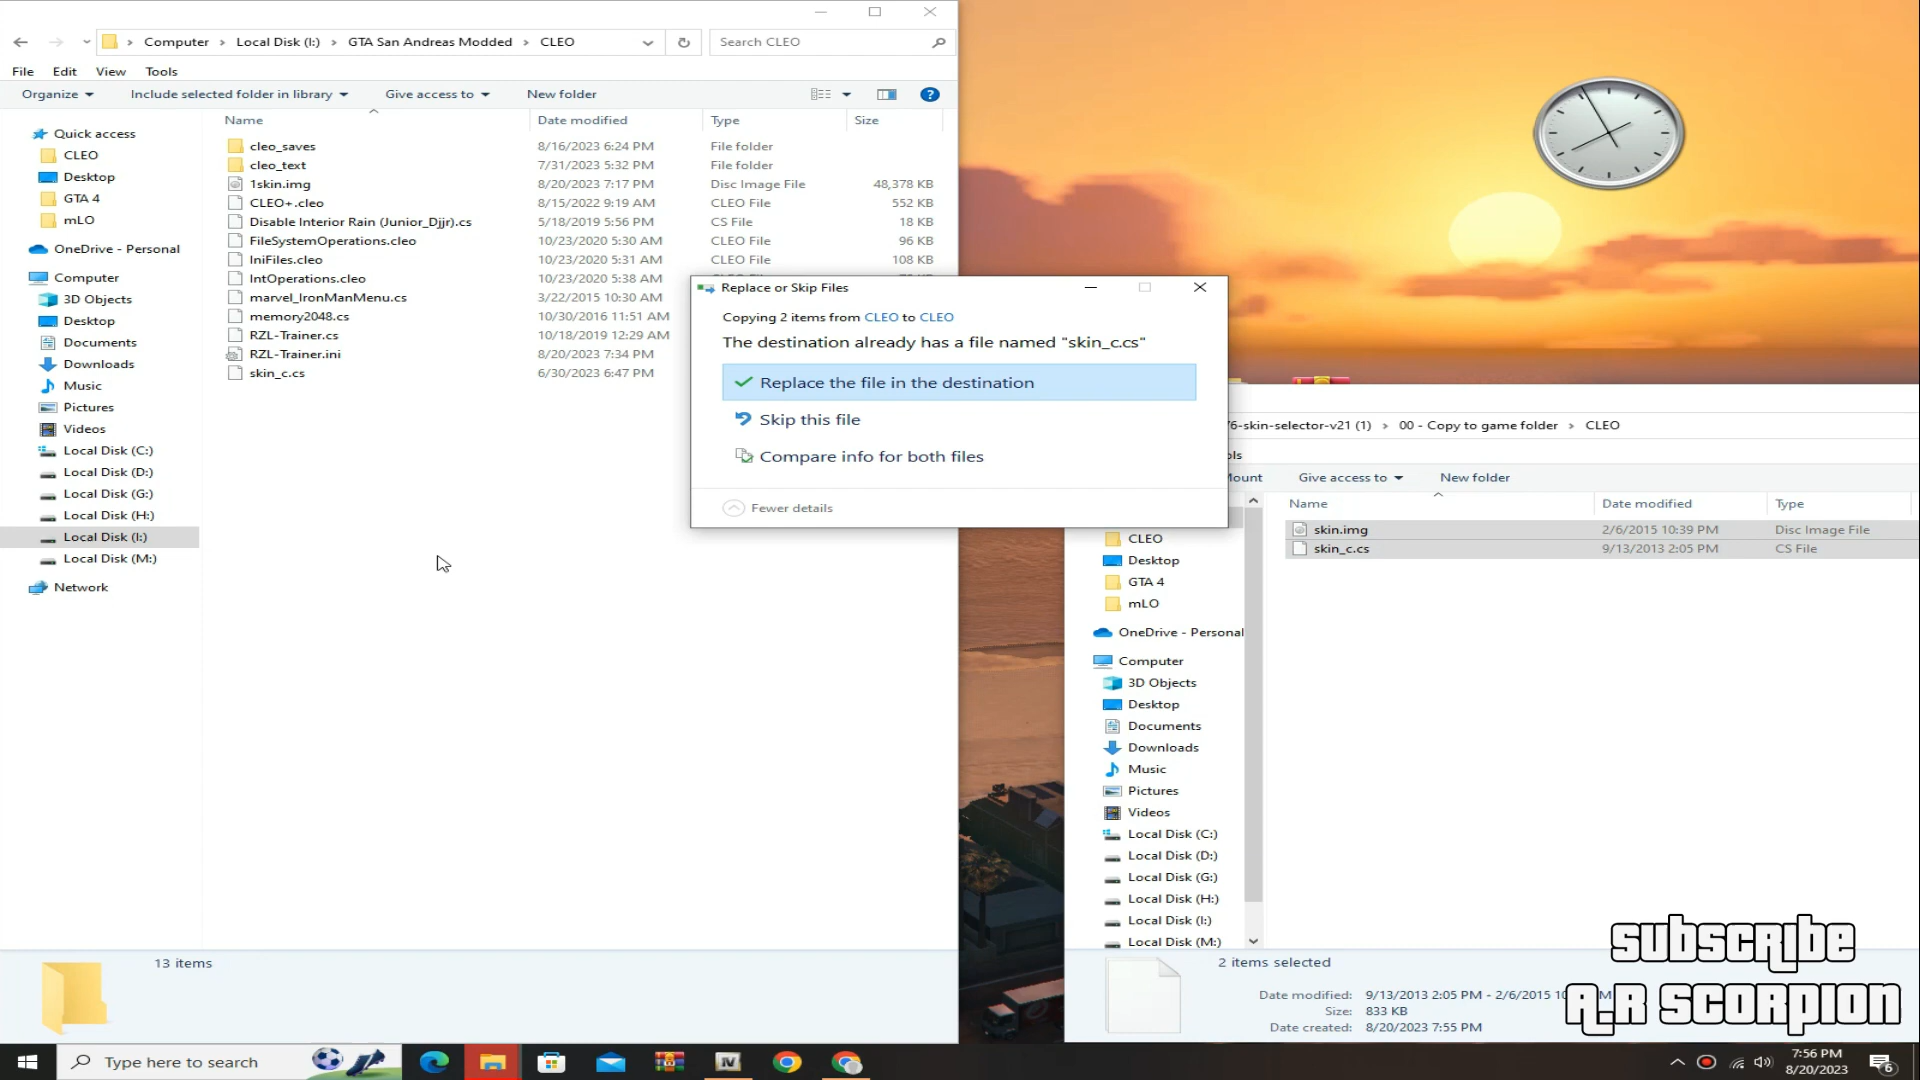 Computer > Local Disk (I:) > GTA San Andreas Modded > CLEO
Search CLEO
File Edit View Tools
Organize Include selected folder in library Give access to New folder
Name Date modified Type Size
Quick access
CLEO
Desktop
GTA 4
mLO
OneDrive - Personal
Computer
3D Objects
Desktop
Documents
Downloads
Music
Pictures
Videos
Local Disk (C:)
Local Disk (D:)
Local Disk (G:)
Local Disk (H:)
Local Disk (I:)
Local Disk (M:)
Network
cleo_saves 8/16/2023 6:24 PM File folder
cleo_text 7/31/2023 5:32 PM File folder
1skin.img 8/20/2023 7:17 PM Disc Image File 48,378 KB
CLEO+.cleo 8/15/2022 9:19 AM CLEO File 552 KB
Disable Interior Rain (Junior_Djjr).cs 5/18/2019 5:56 PM CS File 18 KB
FileSystemOperations.cleo 10/23/2020 5:30 AM CLEO File 96 KB
IniFiles.cleo 10/23/2020 5:31 AM CLEO File 108 KB
IntOperations.cleo 10/23/2020 5:38 AM
marvel_IronManMenu.cs 3/22/2015 10:30 AM
memory2048.cs 10/30/2016 11:51 AM
RZL-Trainer.cs 10/18/2019 12:29 AM
RZL-Trainer.ini 8/20/2023 7:34 PM
skin_c.cs 6/30/2023 6:47 PM
13 items
Replace or Skip Files
Copying 2 items from CLEO to CLEO
The destination already has a file named "skin_c.cs"
Replace the file in the destination
Skip this file
Compare info for both files
Fewer details
6-skin-selector-v21 (1) > 00 - Copy to game folder > CLEO
ols
Mount Give access to New folder
Name Date modified Type
skin.img 2/6/2015 10:39 PM Disc Image File
skin_c.cs 9/13/2013 2:05 PM CS File
CLEO
Desktop
GTA 4
mLO
OneDrive - Personal
Computer
3D Objects
Desktop
Documents
Downloads
Music
Pictures
Videos
Local Disk (C:)
Local Disk (D:)
Local Disk (G:)
Local Disk (H:)
Local Disk (I:)
Local Disk (M:)
2 items selected
Date modified: 9/13/2013 2:05 PM - 2/6/2015 10
Size: 833 KB
Date created: 8/20/2023 7:55 PM
SUBSCRIBE
A.R SCORPION
Type here to search
IV
7:56 PM
8/20/2023
6